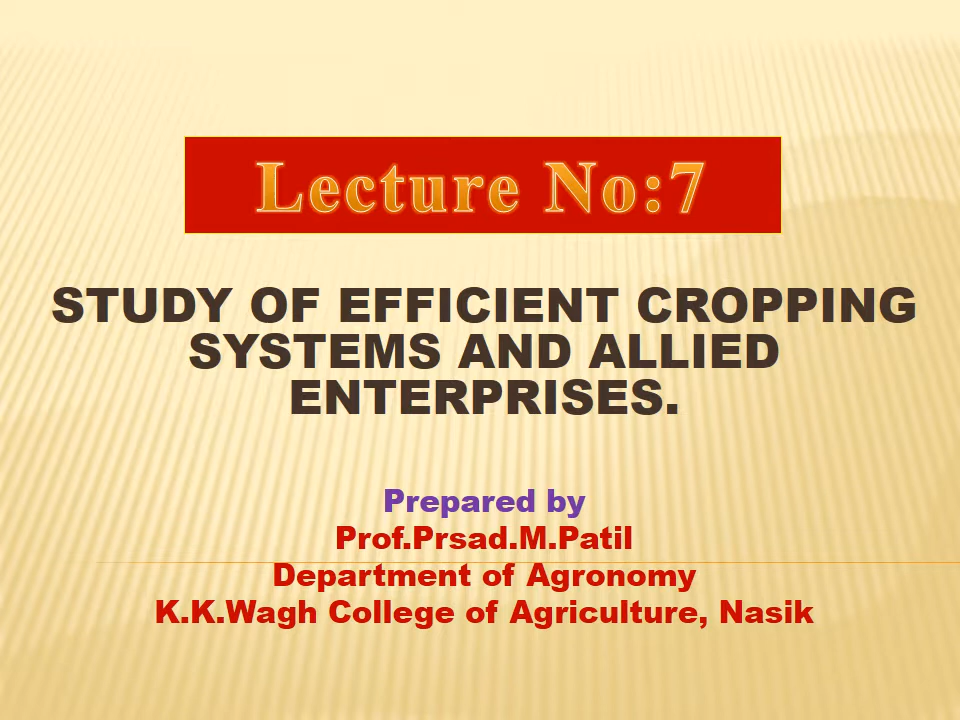 Lecture No:7
STUDY OF EFFICIENT CROPPING
SYSTEMS AND ALLIED
ENTERPRISES.
Prepared by
Prof.Prsad.M.Patil
Department of Agronomy
K.K.Wagh College of Agriculture, Nasik